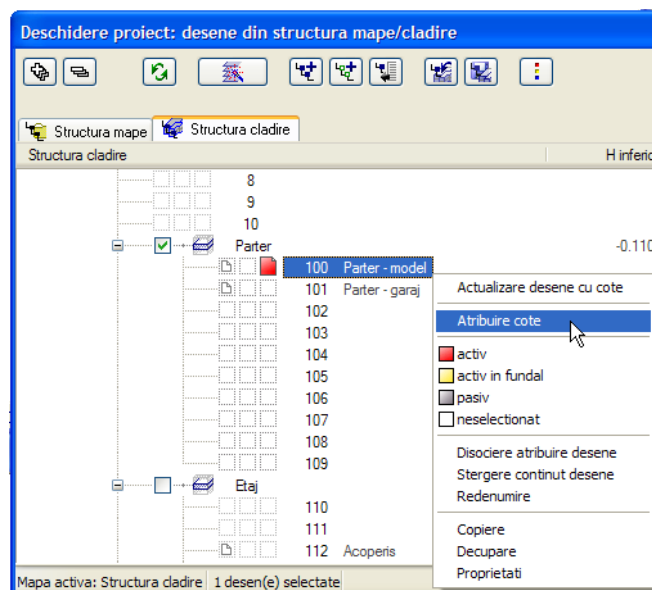 Deschidere proiect: desene din structura mape/cladire
Structura mape
Structura cladire
Structura cladire
H inferio
8
9
10
Parter
-0.110
100 Parter - model
101 Parter - garaj
102
103
104
105
106
107
108
109
Etaj
110
111
112 Acoperis
Actualizare desene cu cote
Atribuire cote
activ
activ in fundal
pasiv
neselectionat
Disociere atribuire desene
Stergere continut desene
Redenumire
Copiere
Decupare
Proprietati
Mapa activa: Structura cladire
1 desen(e) selectate